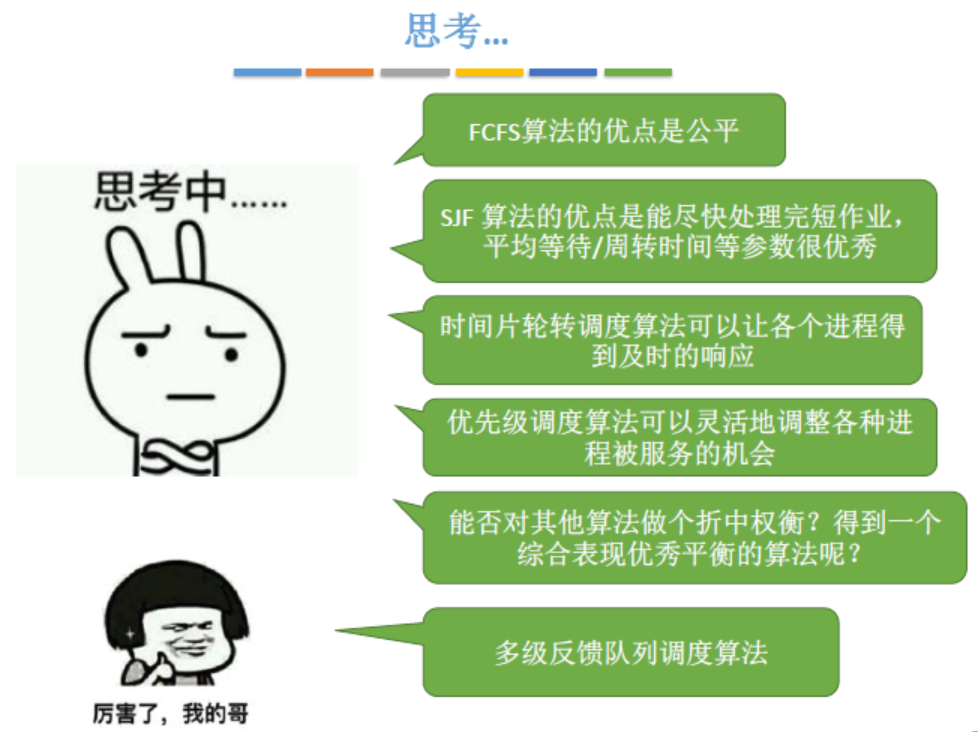 思考...
FCFS算法的优点是公平
思考中......
SJF 算法的优点是能尽快处理完短作业，
平均等待/周转时间等参数很优秀
时间片轮转调度算法可以让各个进程得
到及时的响应
优先级调度算法可以灵活地调整各种进
程被服务的机会
能否对其他算法做个折中权衡？得到一个
综合表现优秀平衡的算法呢？
多级反馈队列调度算法
厉害了，我的哥